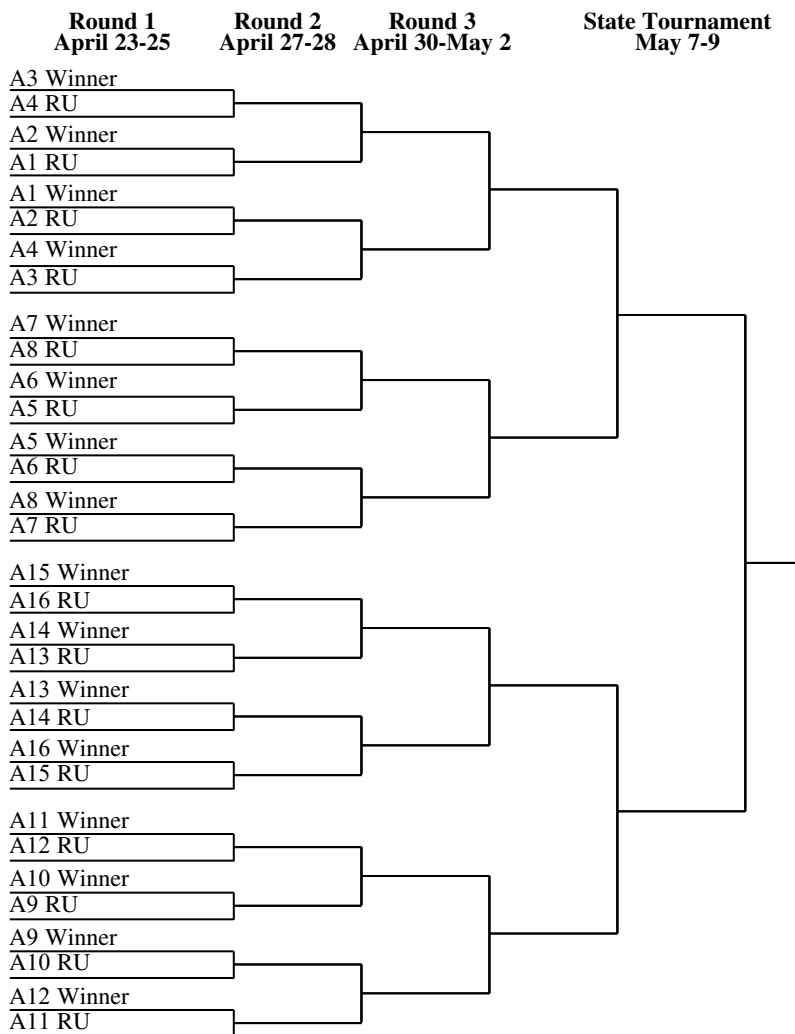 Round 1 Round 2 Round 3 State Tournament
April 23-25 April 27-28 April 30-May 2 May 7-9
A3 Winner
A4 RU
A2 Winner
A1 RU
A1 Winner
A2 RU
A4 Winner
A3 RU
A7 Winner
A8 RU
A6 Winner
A5 RU
A5 Winner
A6 RU
A8 Winner
A7 RU
A15 Winner
A16 RU
A14 Winner
A13 RU
A13 Winner
A14 RU
A16 Winner
A15 RU
A11 Winner
A12 RU
A10 Winner
A9 RU
A9 Winner
A10 RU
A12 Winner
A11 RU